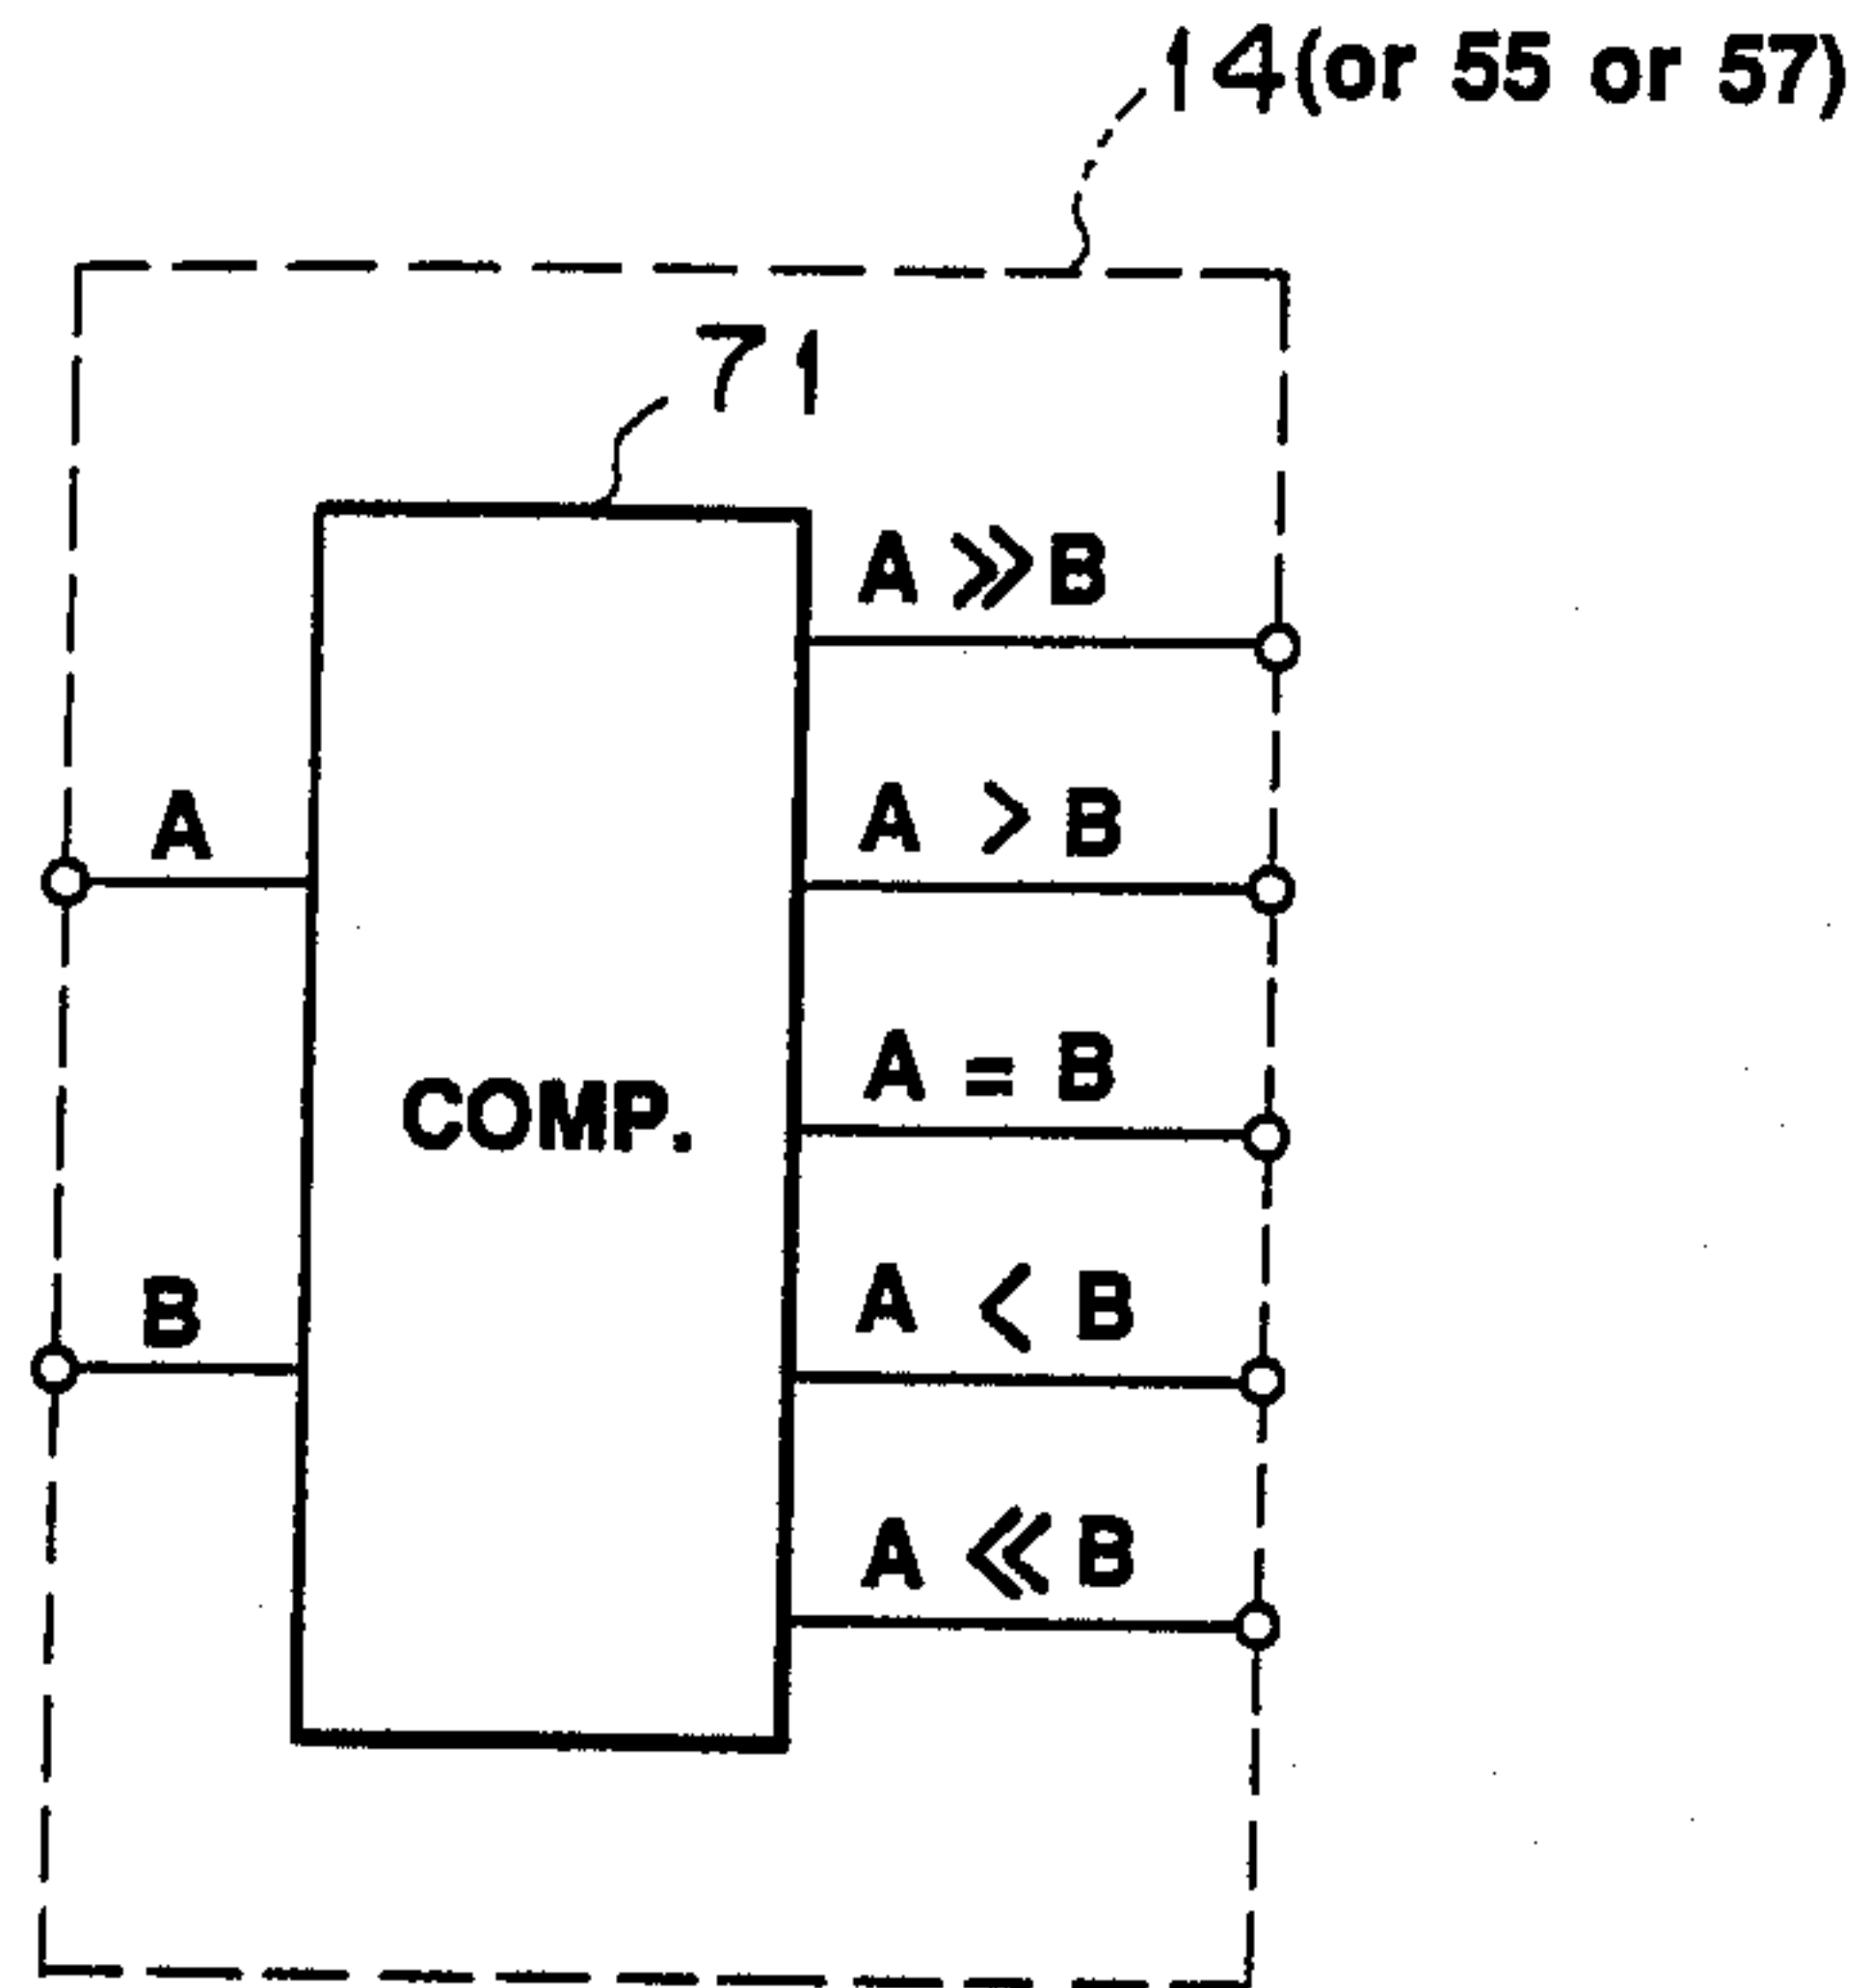 14(or 55 or 57)
71
A ≫ B
A
A > B
COMP.
A = B
B
A < B
A ≪ B